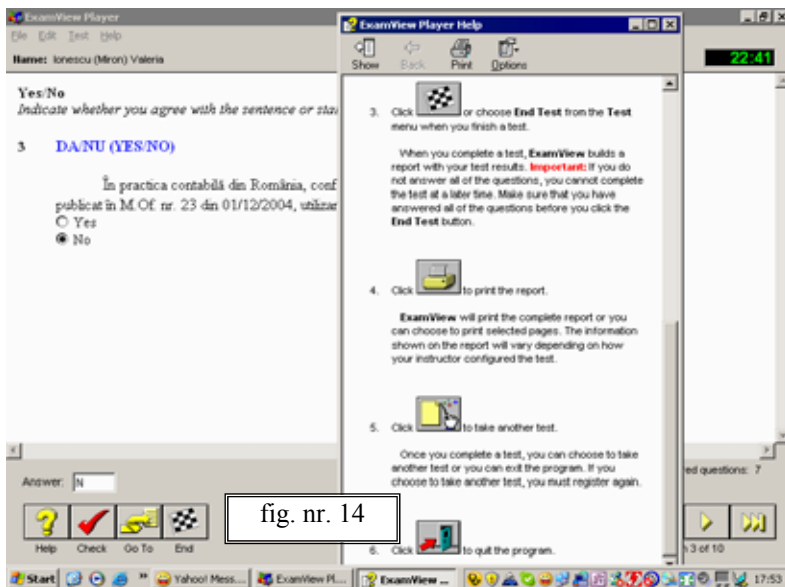 ExamView Player
File Edit Test Help
Name: Ionescu (Miron) Valeria
22:41
Yes/No
Indicate whether you agree with the sentence or
3 DA/NU (YES/NO)
În practica contabilă din România, conf
publicat în M.Of. nr. 23 din 01/12/2004, utilizar
Yes
No
Answer: N
ed questions: 7
Help Check Go To End
3 of 10
fig. nr. 14
ExamView Player Help
Show Back Print Options
3. Click or choose End Test from the Test
menu when you finish a test.
When you complete a test, ExamView builds a
report with your test results. Important: If you do
not answer all of the questions, you cannot complete
the test at a later time. Make sure that you have
answered all of the questions before you click the
End Test button.
4. Click to print the report.
ExamView will print the complete report or you
can choose to print selected pages. The information
shown on the report will vary depending on how
your instructor configured the test.
5. Click to take another test.
Once you complete a test, you can choose to take
another test or you can exit the program. If you
choose to take another test, you must register again.
6. Click to quit the program.
Start Yahoo! Mess... ExamView Pl... ExamView ... 17:53